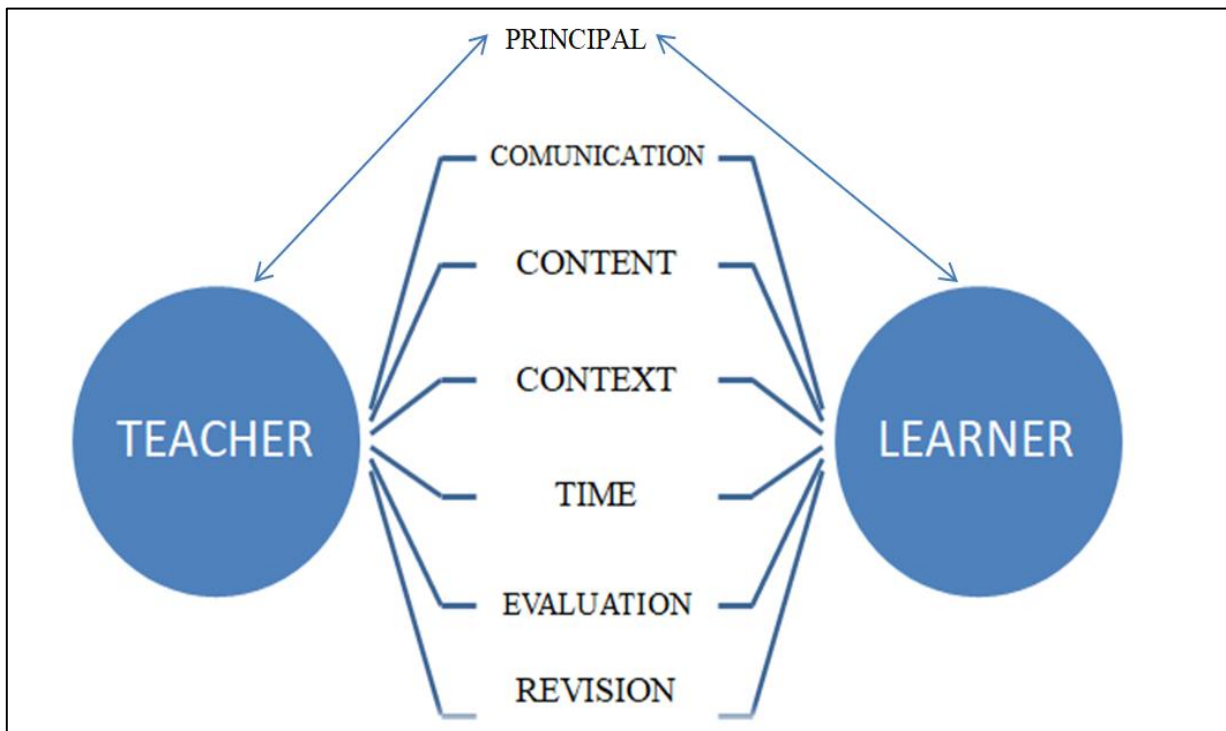 PRINCIPAL
COMUNICATION
CONTENT
CONTEXT
TEACHER
LEARNER
TIME
EVALUATION
REVISION